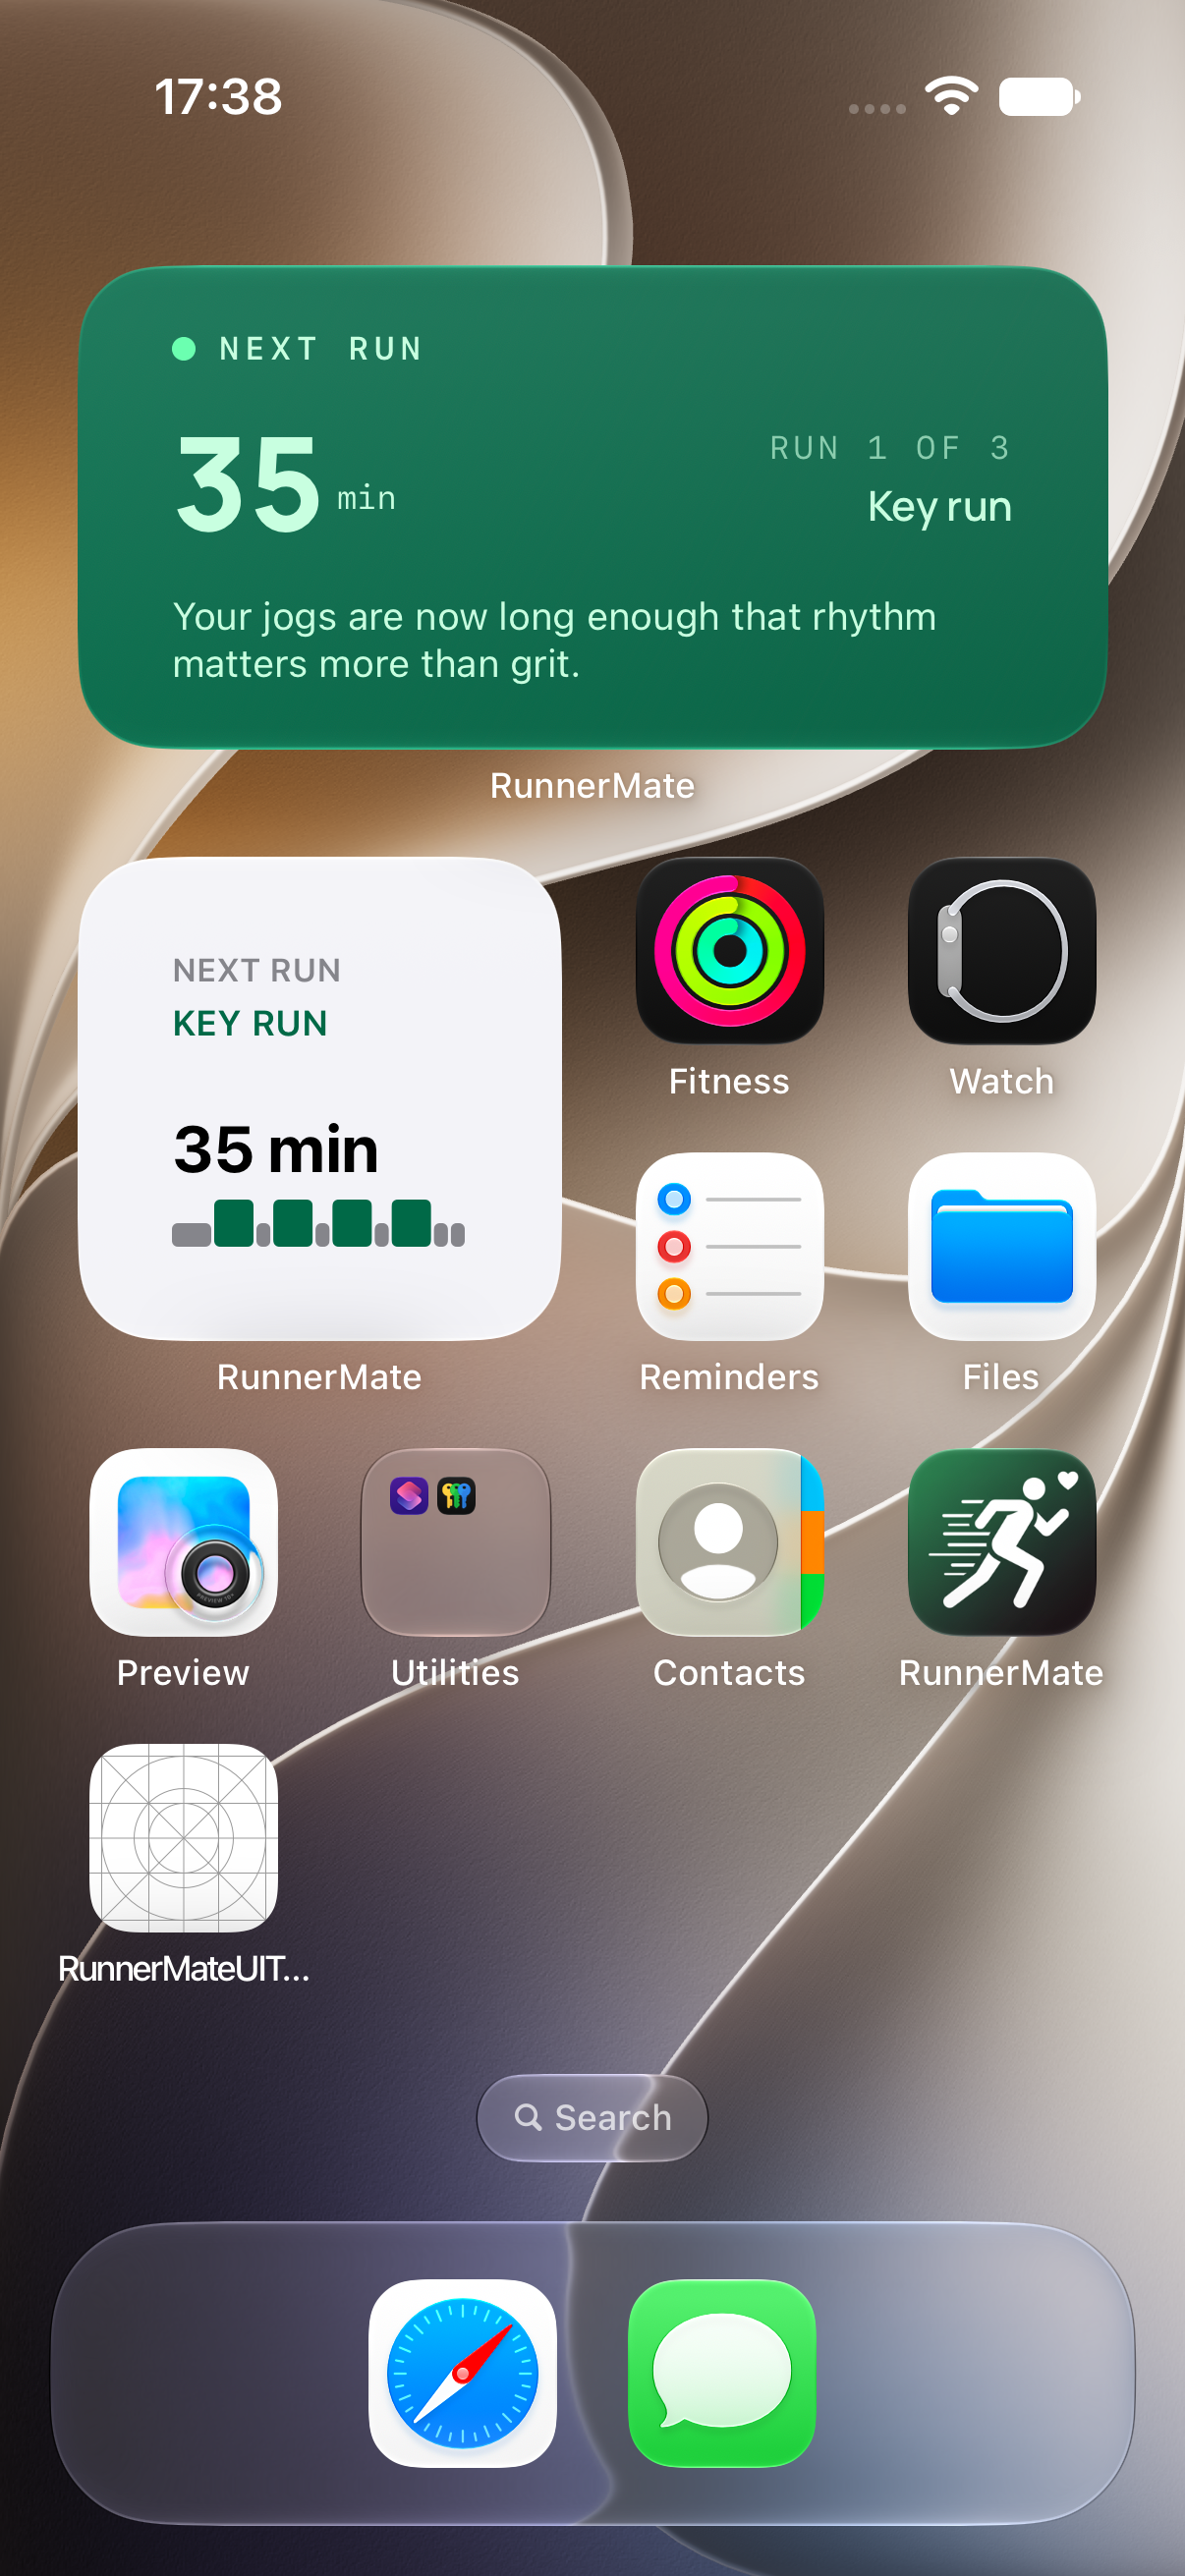 17:38
NEXT RUN
35 min
RUN 1 OF 3
Key run
Your jogs are now long enough that rhythm
matters more than grit.
RunnerMate
NEXT RUN
KEY RUN
35 min
RunnerMate
Fitness
Watch
Reminders
Files
Preview
Utilities
Contacts
RunnerMate
RunnerMateUIT...
Search